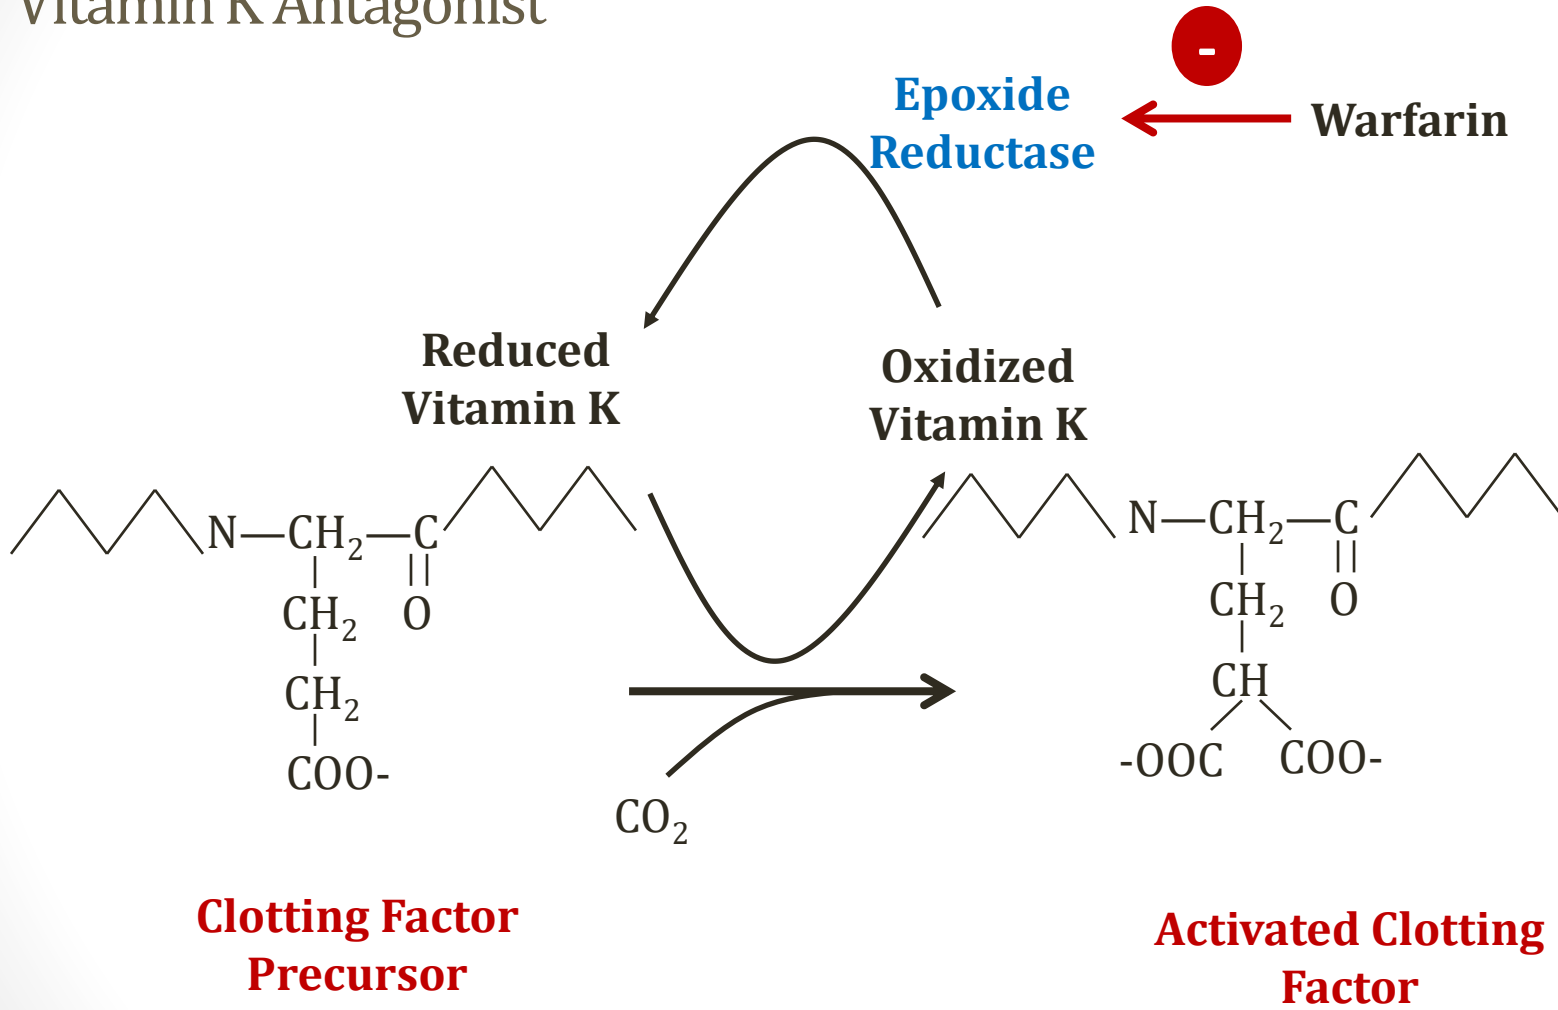 Vitamin K Antagonist
-
Epoxide
Reductase
Warfarin
Reduced
Vitamin K
Oxidized
Vitamin K
N—CH₂—C
CH₂ O
CH₂
COO-
N—CH₂—C
CH₂ O
CH
-OOC COO-
CO₂
Clotting Factor
Precursor
Activated Clotting
Factor